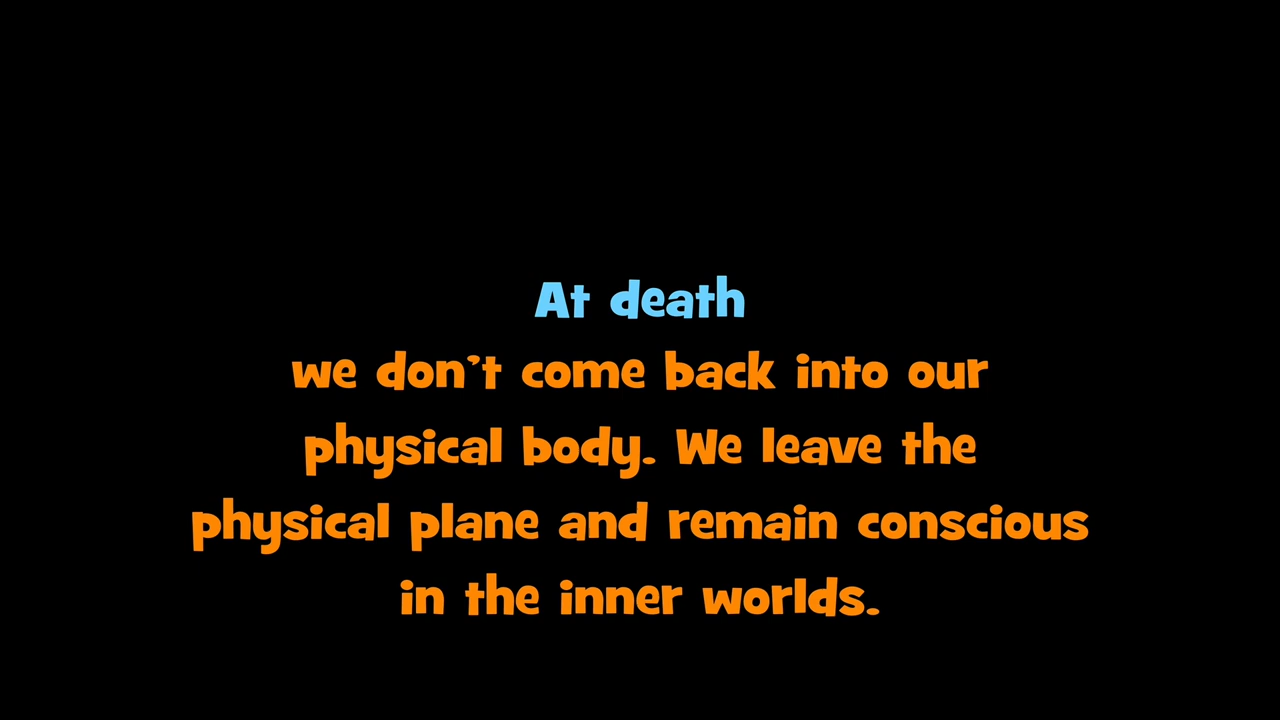 At death
we don't come back into our
physical body. We leave the
physical plane and remain conscious
in the inner worlds.